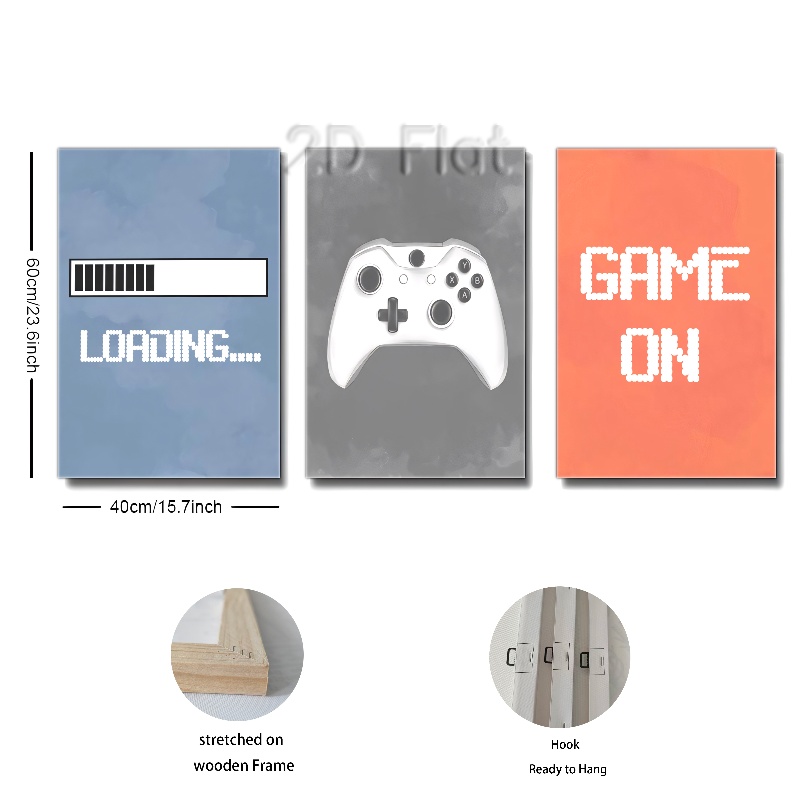 2D Flat
60cm/23.6inch
LOADING....
Y
X
B
A
GAME
ON
40cm/15.7inch
stretched on
wooden Frame
Hook
Ready to Hang